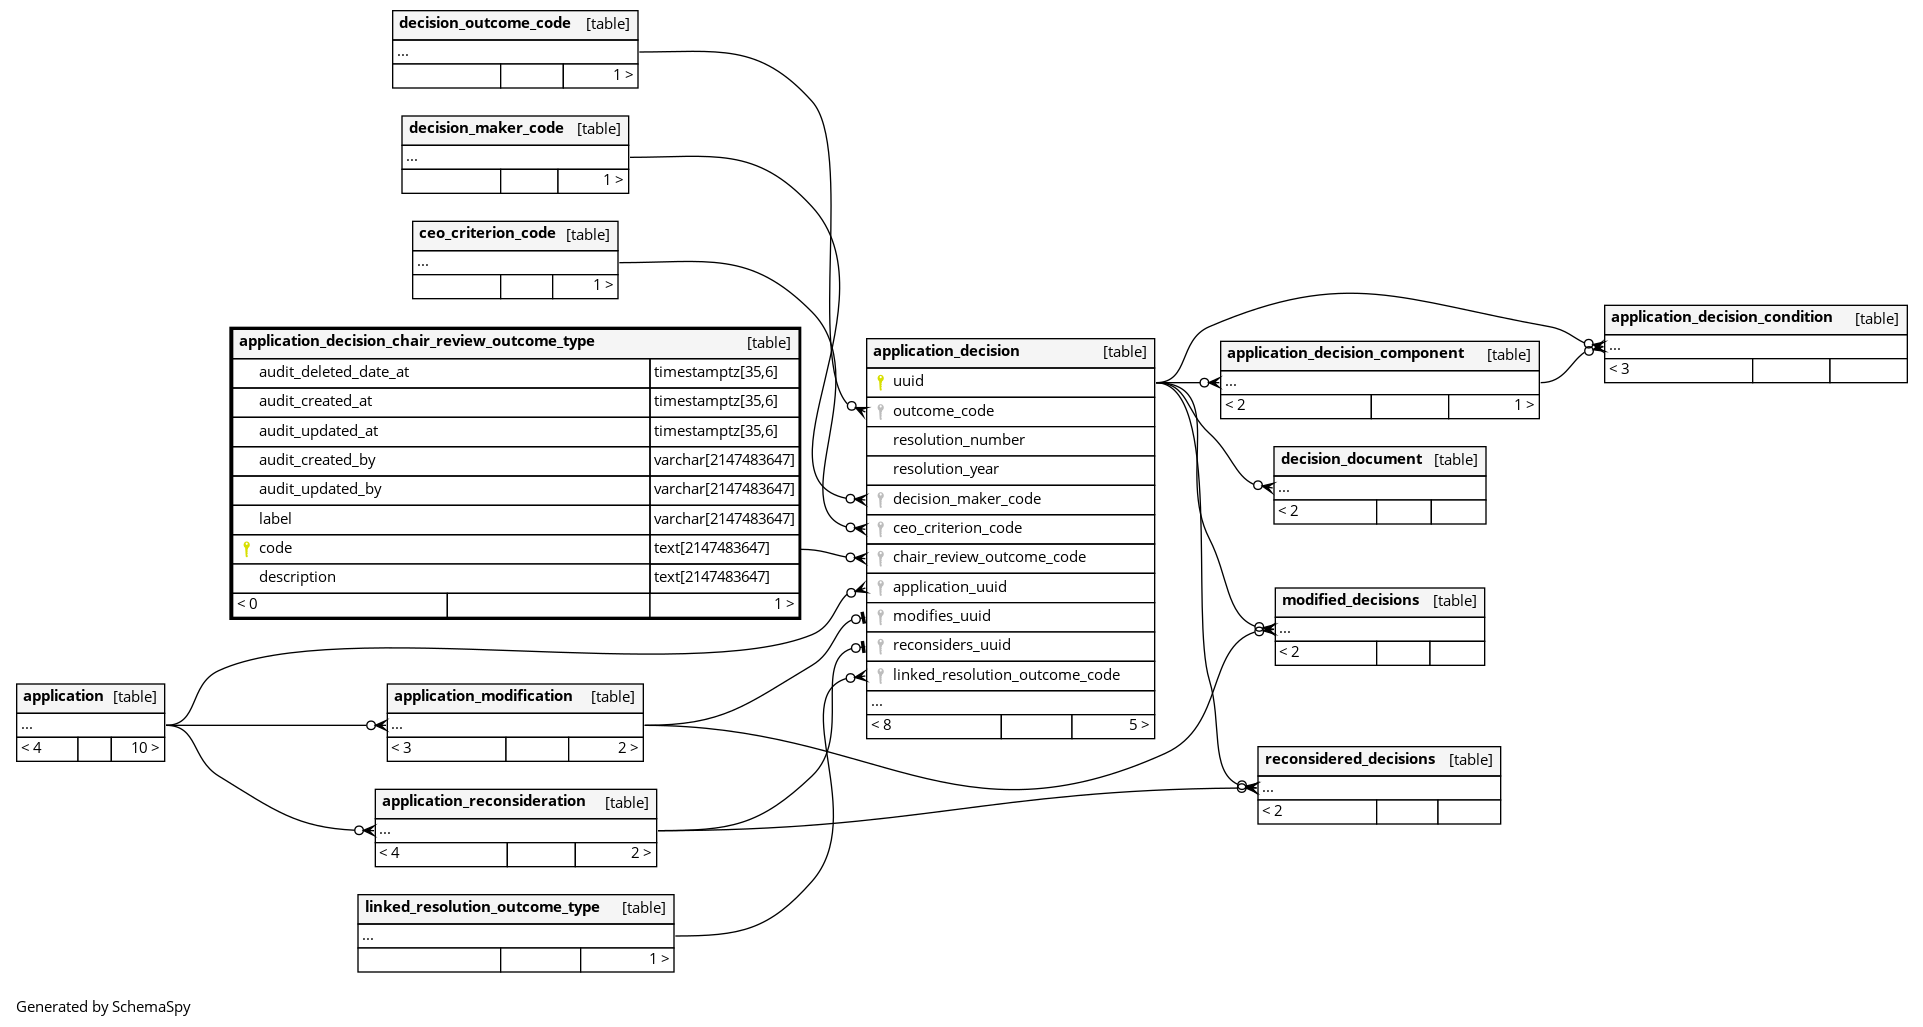 decision_outcome_code [table]
...
1 >
decision_maker_code [table]
...
1 >
ceo_criterion_code [table]
...
1 >
application_decision_chair_review_outcome_type [table]
audit_deleted_date_at timestamptz[35,6]
audit_created_at timestamptz[35,6]
audit_updated_at timestamptz[35,6]
audit_created_by varchar[2147483647]
audit_updated_by varchar[2147483647]
label varchar[2147483647]
code text[2147483647]
description text[2147483647]
< 0 1 >
application [table]
...
< 4 10 >
application_modification [table]
...
< 3 2 >
application_reconsideration [table]
...
< 4 2 >
linked_resolution_outcome_type [table]
...
1 >
application_decision [table]
uuid
outcome_code
resolution_number
resolution_year
decision_maker_code
ceo_criterion_code
chair_review_outcome_code
application_uuid
modifies_uuid
reconsiders_uuid
linked_resolution_outcome_code
...
< 8 5 >
application_decision_component [table]
...
< 2 1 >
decision_document [table]
...
< 2
modified_decisions [table]
...
< 2
reconsidered_decisions [table]
...
< 2
application_decision_condition [table]
...
< 3
Generated by SchemaSpy